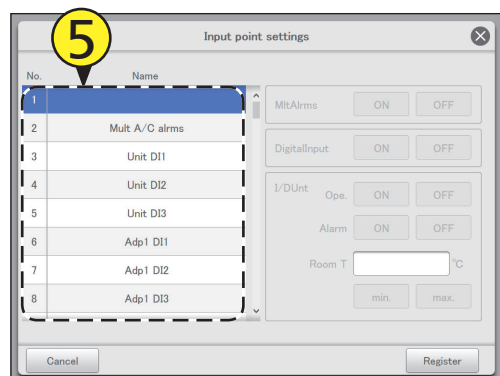 5
Input point settings
No. Name
1
2 Mult A/C alrms
3 Unit DI1
4 Unit DI2
5 Unit DI3
6 Adp1 DI1
7 Adp1 DI2
8 Adp1 DI3
MltAlrms ON OFF
DigitalInput ON OFF
I/DUnt Ope. ON OFF
Alarm ON OFF
Room T °C
min. max.
Cancel Register